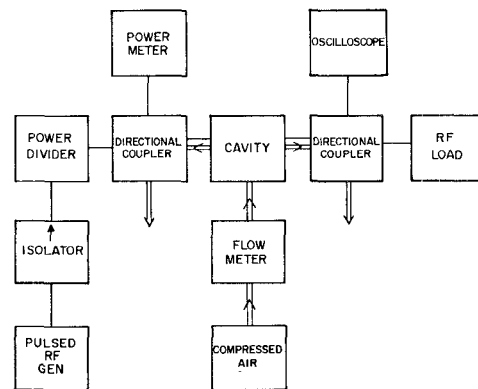 POWER
METER
OSCILLOSCOPE
POWER
DIVIDER
DIRECTIONAL
COUPLER
CAVITY
DIRECTIONAL
COUPLER
RF
LOAD
ISOLATOR
FLOW
METER
PULSED
RF
GEN
COMPRESSED
AIR